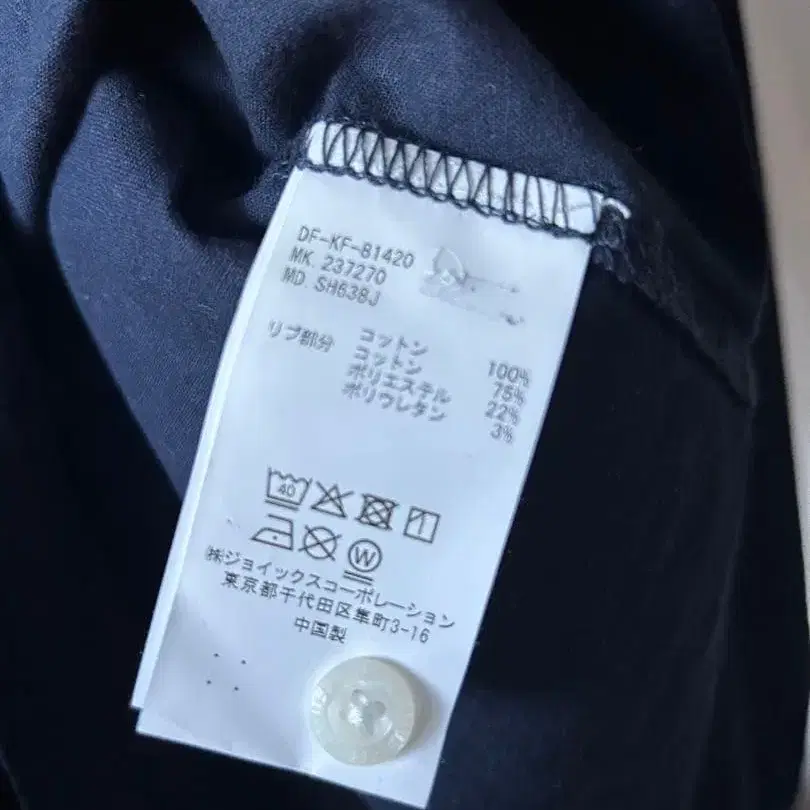 DF-KF-B1420
MK. 237270
MD. SH638J
リブ部分 コットン 100%
コットン 75%
ポリエステル 22%
ポリウレタン 3%
40
W
㈱ジョイックスコーポレーション
東京都千代田区隼町3-16
中国製